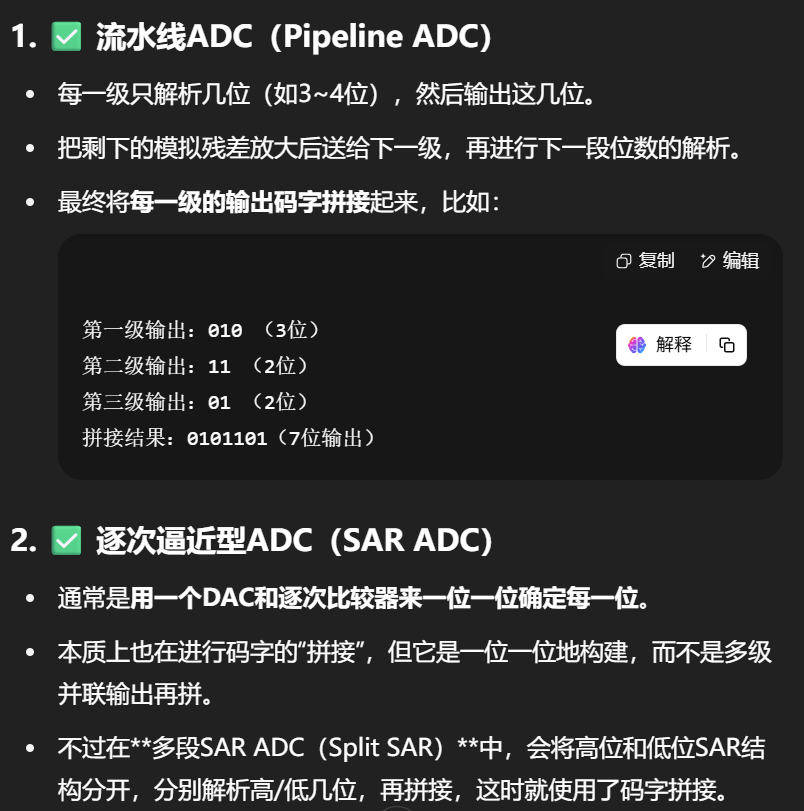 1. ✅ 流水线ADC（Pipeline ADC）
• 每一级只解析几位（如3~4位），然后输出这几位。
• 把剩下的模拟残差放大后送给下一级，再进行下一段位数的解析。
• 最终将每一级的输出码字拼接起来，比如：
复制 编辑
第一级输出：010 （3位）
解释
第二级输出：11 （2位）
第三级输出：01 （2位）
拼接结果：0101101（7位输出）
2. ✅ 逐次逼近型ADC（SAR ADC）
• 通常是用一个DAC和逐次比较器来一位一位确定每一位。
• 本质上也在进行码字的“拼接”，但它是一位一位地构建，而不是多级
并联输出再拼。
• 不过在**多段SAR ADC（Split SAR）**中，会将高位和低位SAR结
构分开，分别解析高/低几位，再拼接，这时就使用了码字拼接。